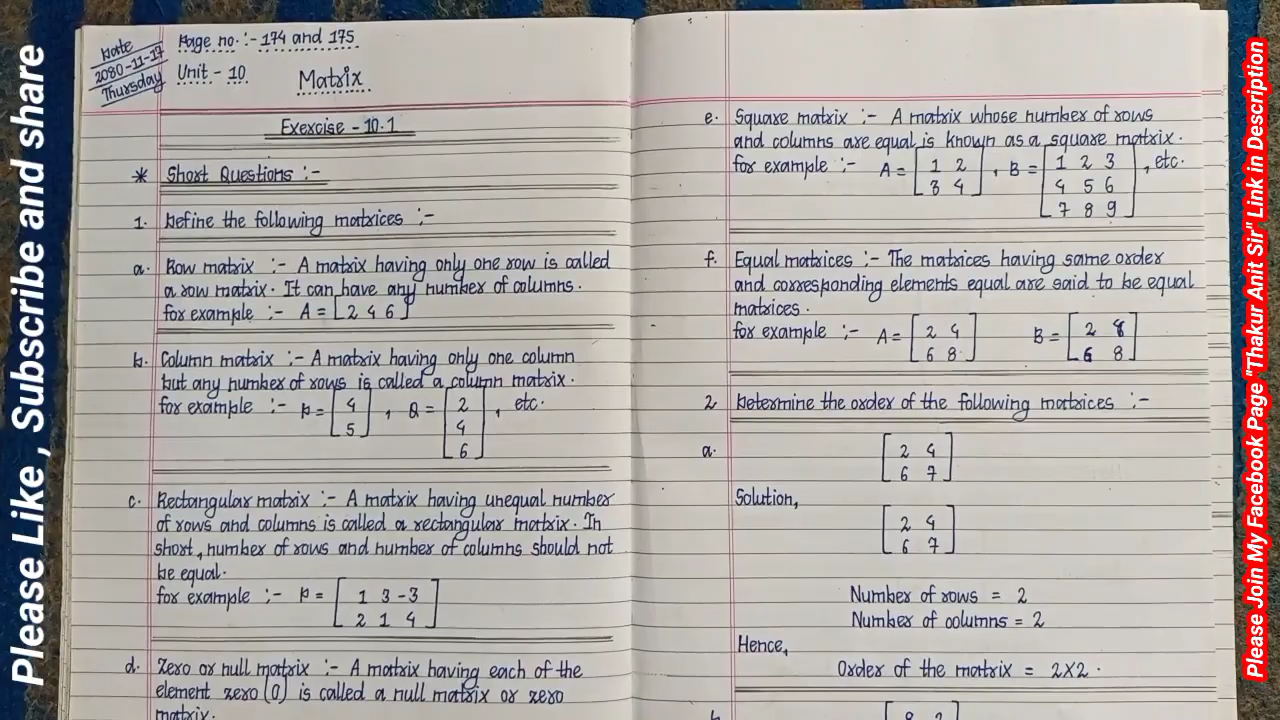 Please Like , Subscribe and share
Date
2080-11-17
Thursday
Page no. :- 174 and 175
Unit - 10
Matrix
Exercise - 10.1
* Short Questions :-
1. Define the following matrices :-
a. Row matrix :- A matrix having only one row is called
a row matrix. It can have any number of columns.
for example :- A = [2 4 6]
b. Column matrix :- A matrix having only one column
but any number of rows is called a column matrix.
for example :- P = [4 , Q = [2 , etc.
5] 4
6]
c. Rectangular matrix :- A matrix having unequal number
of rows and columns is called a rectangular matrix. In
short, number of rows and number of columns should not
be equal.
for example :- P = [1 3 -3
2 1 4]
d. Zero or null matrix :- A matrix having each of the
element zero (0) is called a null matrix or zero
matrix.
e. Square matrix :- A matrix whose number of rows
and columns are equal is known as a square matrix.
for example :- A = [1 2 , B = [1 2 3 , etc.
3 4] 4 5 6
7 8 9]
f. Equal matrices :- The matrices having same order
and corresponding elements equal are said to be equal
matrices.
for example :- A = [2 4 B = [2
6 8] 6 8]
2. Determine the order of the following matrices :-
a. [2 4
6 7]
Solution,
[2 4
6 7]
Number of rows = 2
Number of columns = 2
Hence,
Order of the matrix = 2X2.
Please Join My Facebook Page "Thakur Anit Sir" Link in Description